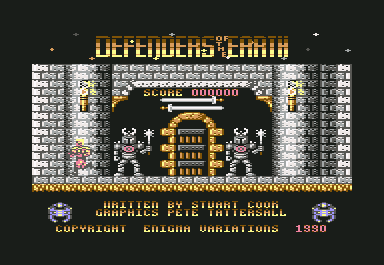 DEFENDERS OF THE EARTH
SCORE 000000
WRITTEN BY STUART COOK
GRAPHICS PETE TATTERSALL
COPYRIGHT ENIGMA VARIATIONS 1990